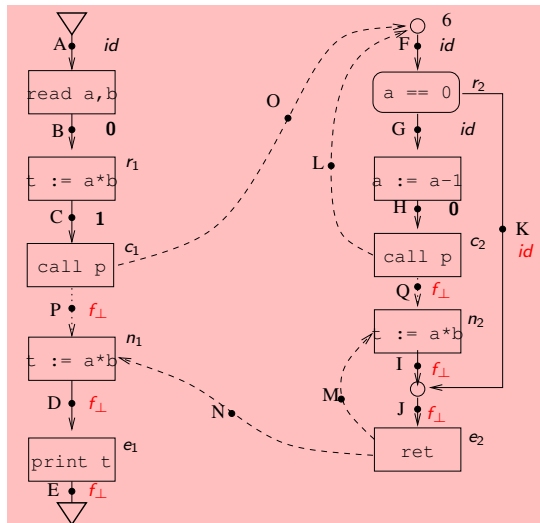 A id
read a,b
B 0
r1
t := a*b
C 1
c1
call p
P f⊥
n1
t := a*b
D f⊥
e1
print t
E f⊥
O
L
N
M
6
F id
r2
a == 0
G id
a := a-1
H 0
K
id
c2
call p
Q f⊥
n2
t := a*b
I f⊥
J f⊥
e2
ret